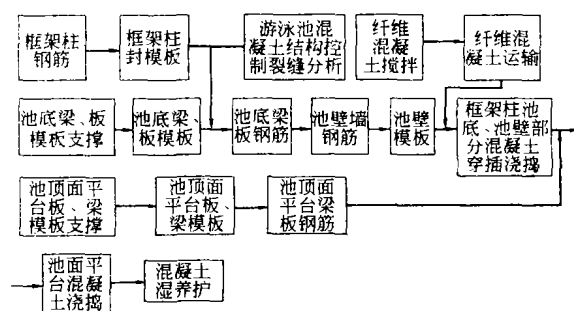 框架柱
钢筋
框架柱
封模板
游泳池混
凝土结构控
制裂缝分析
纤维
混凝
土搅拌
纤维混
凝土运输
池底梁、板
模板支撑
池底梁、
板模板
池底梁
板钢筋
池壁墙
钢筋
池壁
模板
框架柱池
底、池壁部
分混凝土
穿插浇捣
池顶面平
台板、梁
模板支撑
池顶面
平台板、
梁模板
池顶面
平台梁
板钢筋
池面平
台混凝
土浇捣
混凝土
湿养护